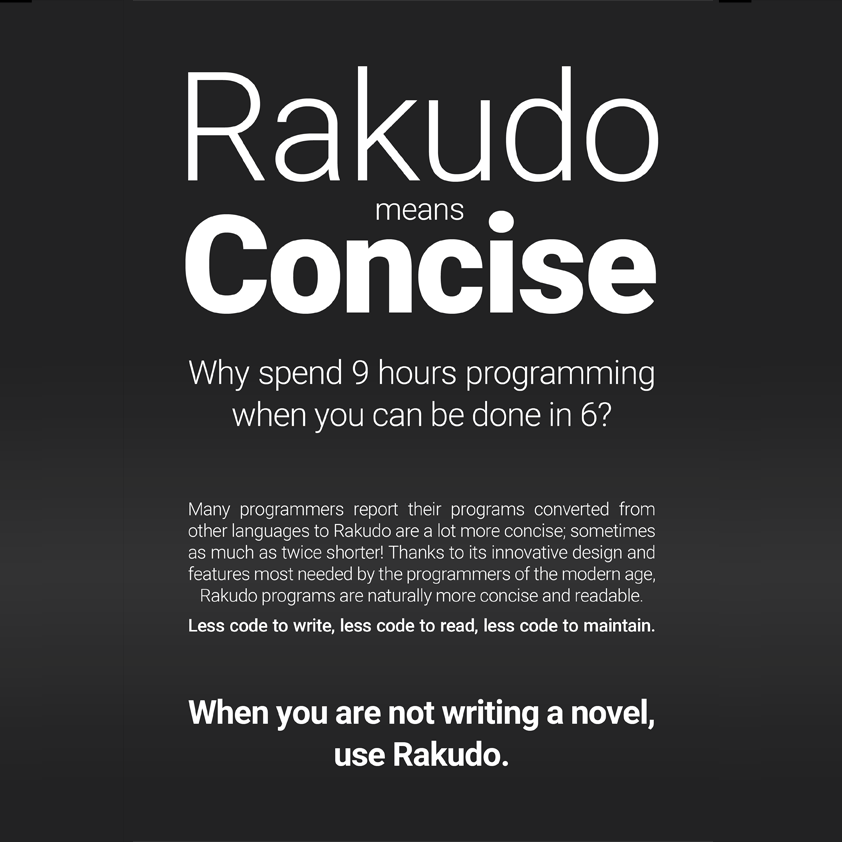 Rakudo
means
Concise
Why spend 9 hours programming
when you can be done in 6?
Many programmers report their programs converted from
other languages to Rakudo are a lot more concise; sometimes
as much as twice shorter! Thanks to its innovative design and
features most needed by the programmers of the modern age,
Rakudo programs are naturally more concise and readable.
Less code to write, less code to read, less code to maintain.
When you are not writing a novel,
use Rakudo.